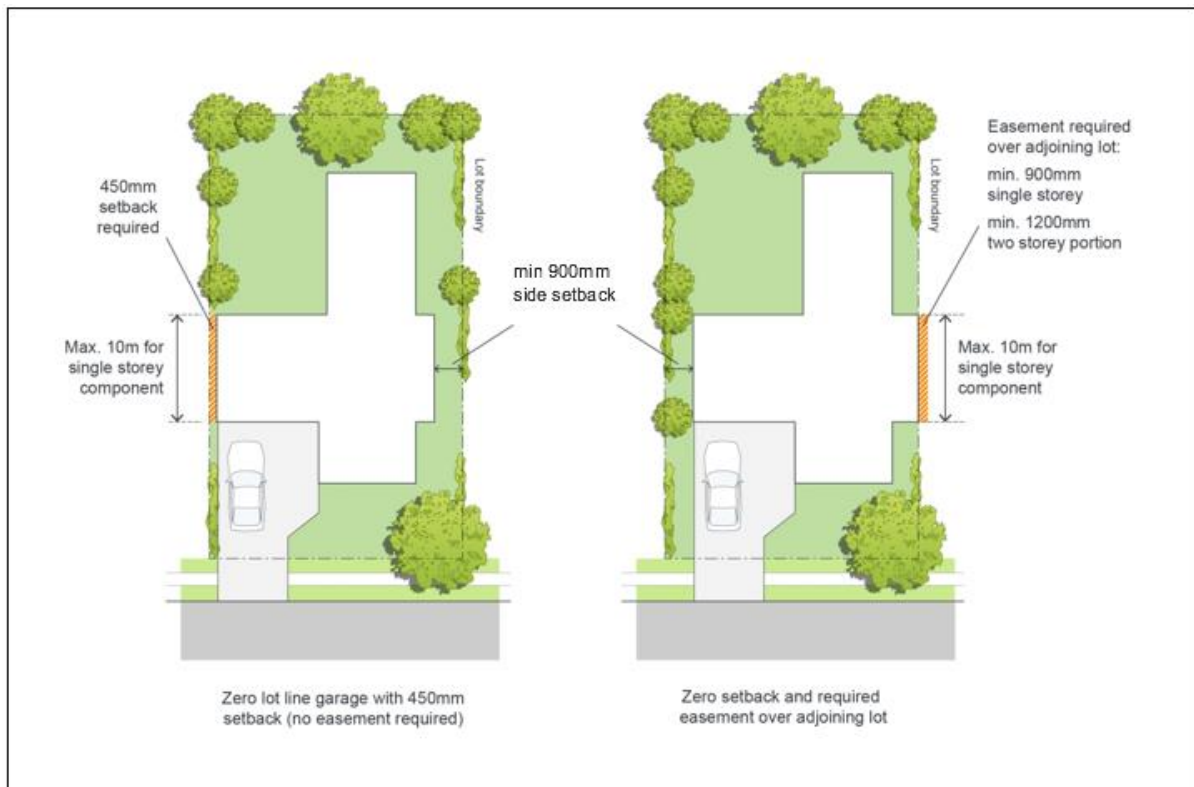 Easement required
over adjoining lot:
min. 900mm
single storey
min. 1200mm
two storey portion
Lot boundary
Lot boundary
450mm
setback
required
min 900mm
side setback
Max. 10m for
single storey
component
Max. 10m for
single storey
component
Zero lot line garage with 450mm
setback (no easement required)
Zero setback and required
easement over adjoining lot